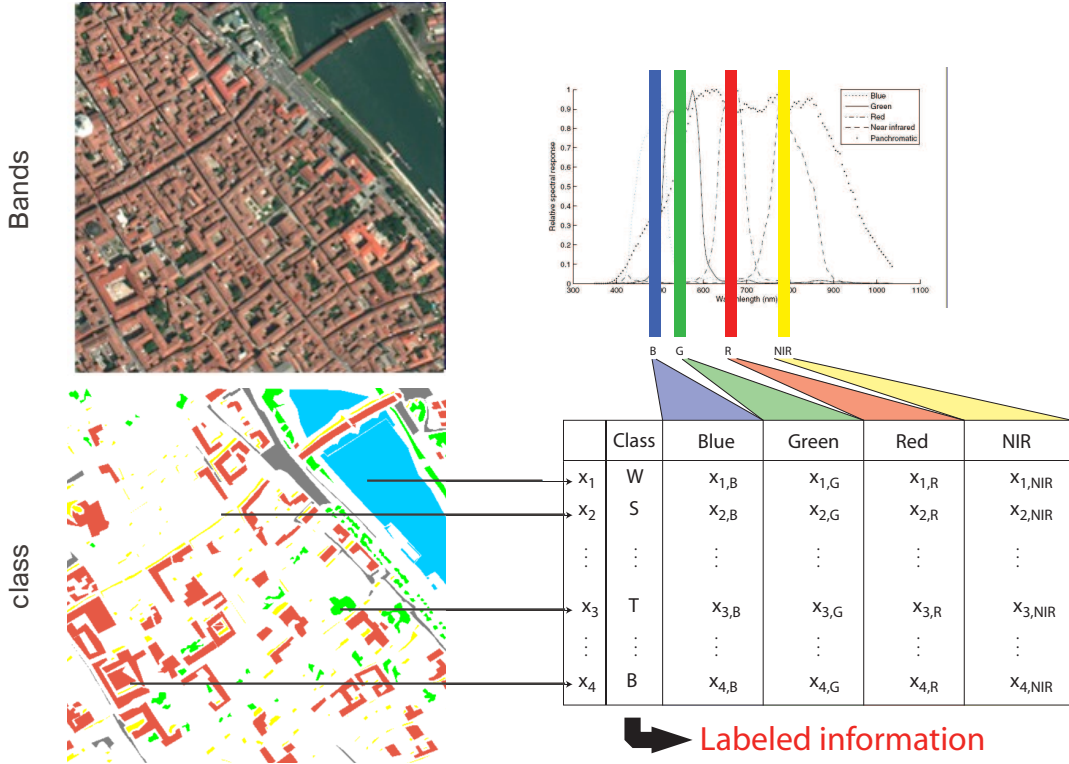 Bands
class
1
0.9
0.8
0.7
0.6
0.5
0.4
0.3
0.2
0.1
0
Relative spectral response
Blue
Green
Red
Near infrared
Panchromatic
300 400 600 900 1000 1100
B G R NIR
Class Blue Green Red NIR
x1 W x1,B x1,G x1,R x1,NIR
x2 S x2,B x2,G x2,R x2,NIR
⋮ ⋮ ⋮ ⋮ ⋮ ⋮
x3 T x3,B x3,G x3,R x3,NIR
⋮ ⋮ ⋮ ⋮ ⋮ ⋮
x4 B x4,B x4,G x4,R x4,NIR
Labeled information